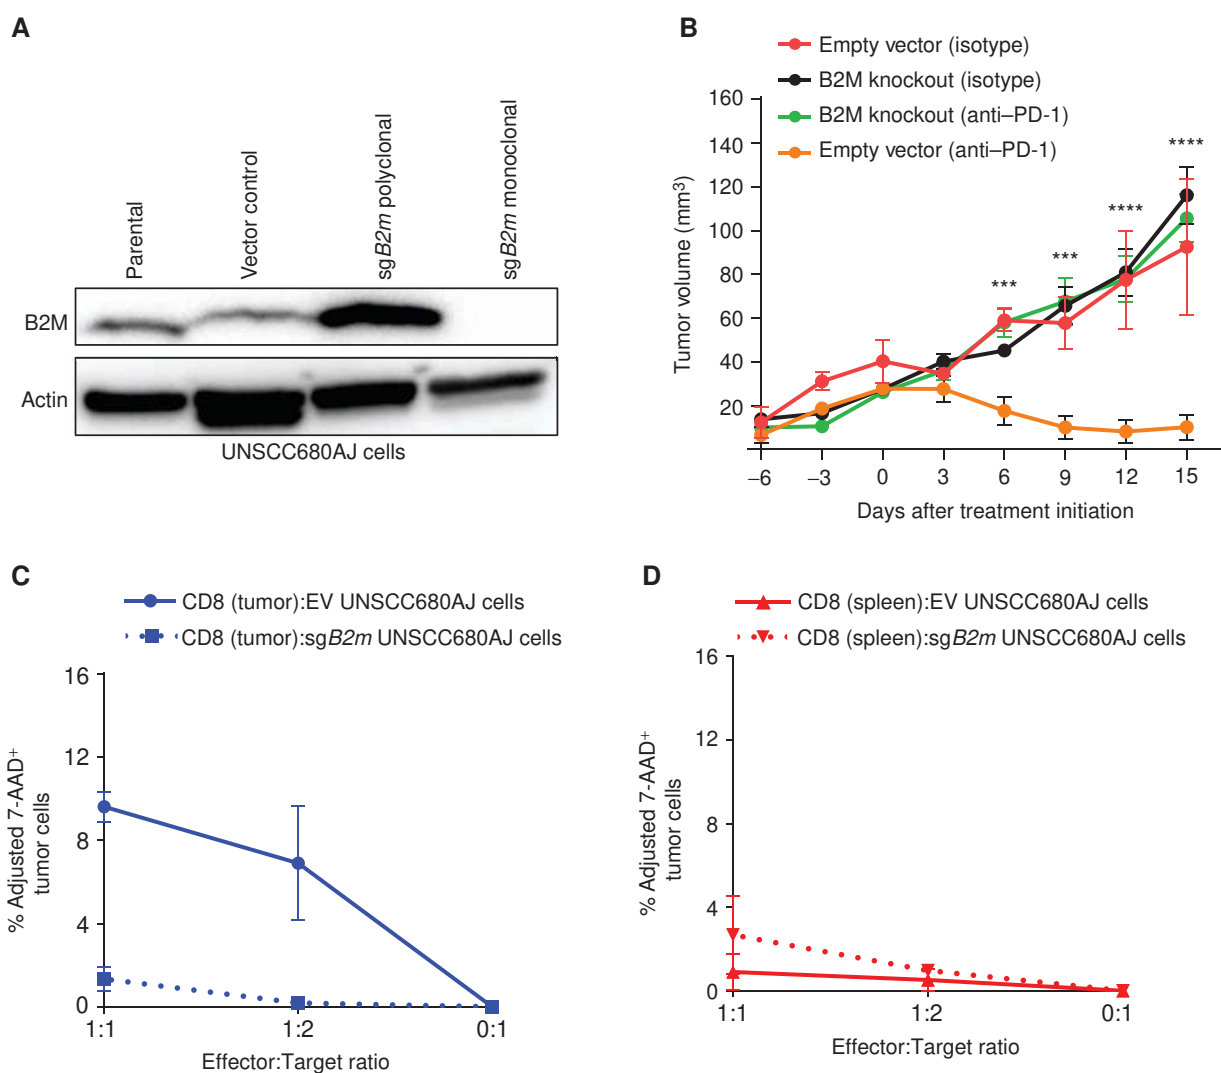 A
Parental
Vector control
sgB2m polyclonal
sgB2m monoclonal
B2M
Actin
UNSCC680AJ cells
B
Empty vector (isotype)
B2M knockout (isotype)
B2M knockout (anti–PD-1)
Empty vector (anti–PD-1)
Tumor volume (mm³)
160
140
120
100
80
60
40
20
***
***
****
****
–6
–3
0
3
6
9
12
15
Days after treatment initiation
C
CD8 (tumor):EV UNSCC680AJ cells
CD8 (tumor):sgB2m UNSCC680AJ cells
% Adjusted 7-AAD⁺
tumor cells
16
12
8
4
0
1:1
1:2
0:1
Effector:Target ratio
D
CD8 (spleen):EV UNSCC680AJ cells
CD8 (spleen):sgB2m UNSCC680AJ cells
% Adjusted 7-AAD⁺
tumor cells
16
12
8
4
0
1:1
1:2
0:1
Effector:Target ratio